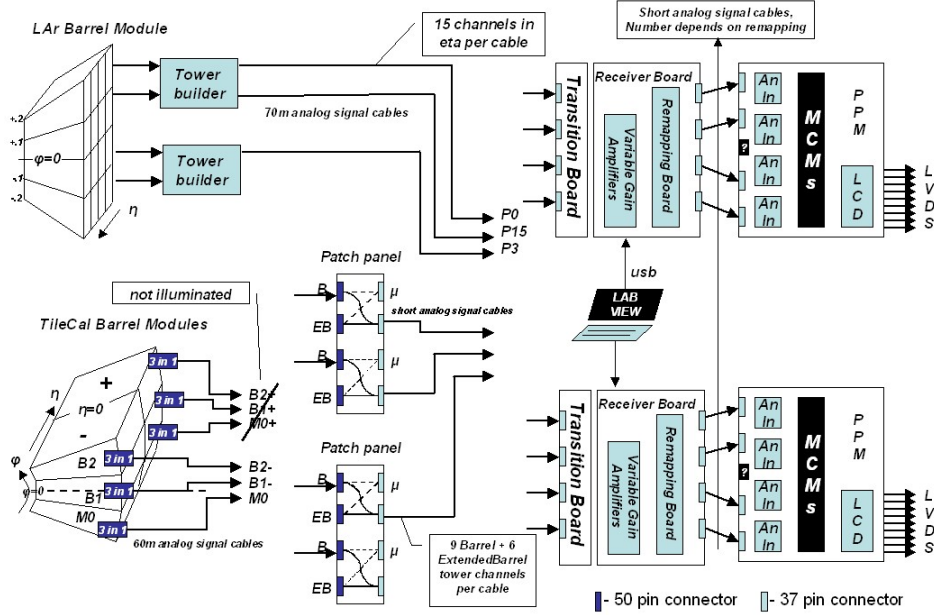 LAr Barrel Module
15 channels in
eta per cable
Short analog signal cables,
Number depends on remapping
Tower
builder
70m analog signal cables
Tower
builder
+.2
+.1
φ=0
-.1
-.2
η
P0
P15
P3
Transition Board
Receiver Board
Variable Gain
Amplifiers
Remapping Board
An
In
An
In
?
An
In
An
In
MCMs
PPM
LCD
L
V
D
S
usb
LAB
VIEW
Patch panel
B
μ
EB
short analog signal cables
B
EB
μ
not illuminated
TileCal Barrel Modules
3 in 1
3 in 1
3 in 1
3 in 1
3 in 1
3 in 1
+
η
η=0
-
φ
φ=0
B2
B1
M0
B2+
B1+
M0+
B2-
B1-
M0
60m analog signal cables
Patch panel
B
μ
EB
B
μ
EB
9 Barrel + 6
ExtendedBarrel
tower channels
per cable
Transition Board
Receiver Board
Variable Gain
Amplifiers
Remapping Board
An
In
An
In
?
An
In
An
In
MCMs
PPM
LCD
L
V
D
S
- 50 pin connector
- 37 pin connector